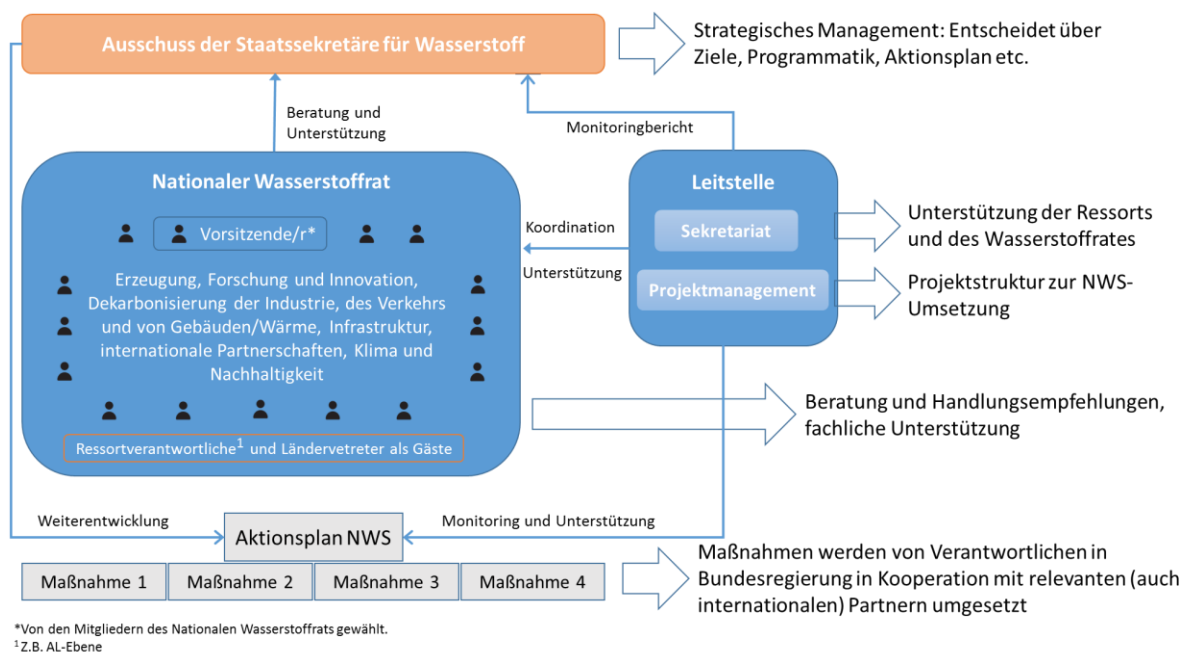 Ausschuss der Staatssekretäre für Wasserstoff
Strategisches Management: Entscheidet über
Ziele, Programmatik, Aktionsplan etc.
Beratung und
Unterstützung
Monitoringbericht
Nationaler Wasserstoffrat
Vorsitzende/r*
Erzeugung, Forschung und Innovation,
Dekarbonisierung der Industrie, des Verkehrs
und von Gebäuden/Wärme, Infrastruktur,
internationale Partnerschaften, Klima und
Nachhaltigkeit
Ressortverantwortliche¹ und Ländervetreter als Gäste
Koordination
Unterstützung
Leitstelle
Sekretariat
Projektmanagement
Unterstützung der Ressorts
und des Wasserstoffrates
Projektstruktur zur NWS-
Umsetzung
Beratung und Handlungsempfehlungen,
fachliche Unterstützung
Weiterentwicklung
Aktionsplan NWS
Monitoring und Unterstützung
Maßnahme 1
Maßnahme 2
Maßnahme 3
Maßnahme 4
Maßnahmen werden von Verantwortlichen in
Bundesregierung in Kooperation mit relevanten (auch
internationalen) Partnern umgesetzt
*Von den Mitgliedern des Nationalen Wasserstoffrats gewählt.
¹ Z.B. AL-Ebene